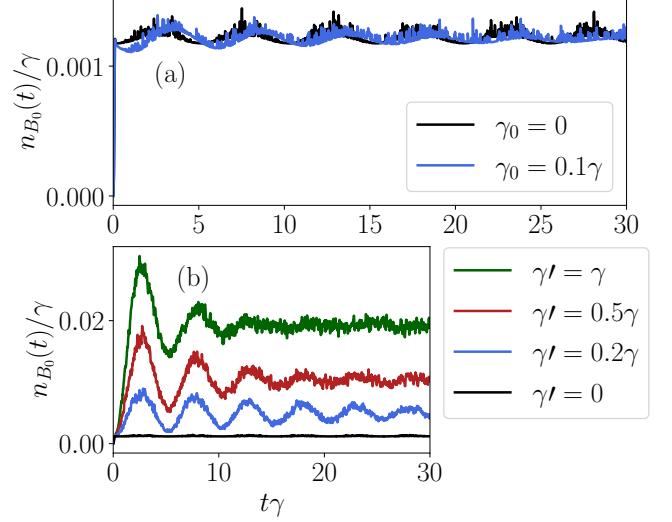 n_{B_0}(t)/γ
0.001
0.000
(a)
γ_0 = 0
γ_0 = 0.1γ
0 5 10 15 20 25 30
n_{B_0}(t)/γ
0.02
0.00
(b)
γ′ = γ
γ′ = 0.5γ
γ′ = 0.2γ
γ′ = 0
0 10 20 30
tγ